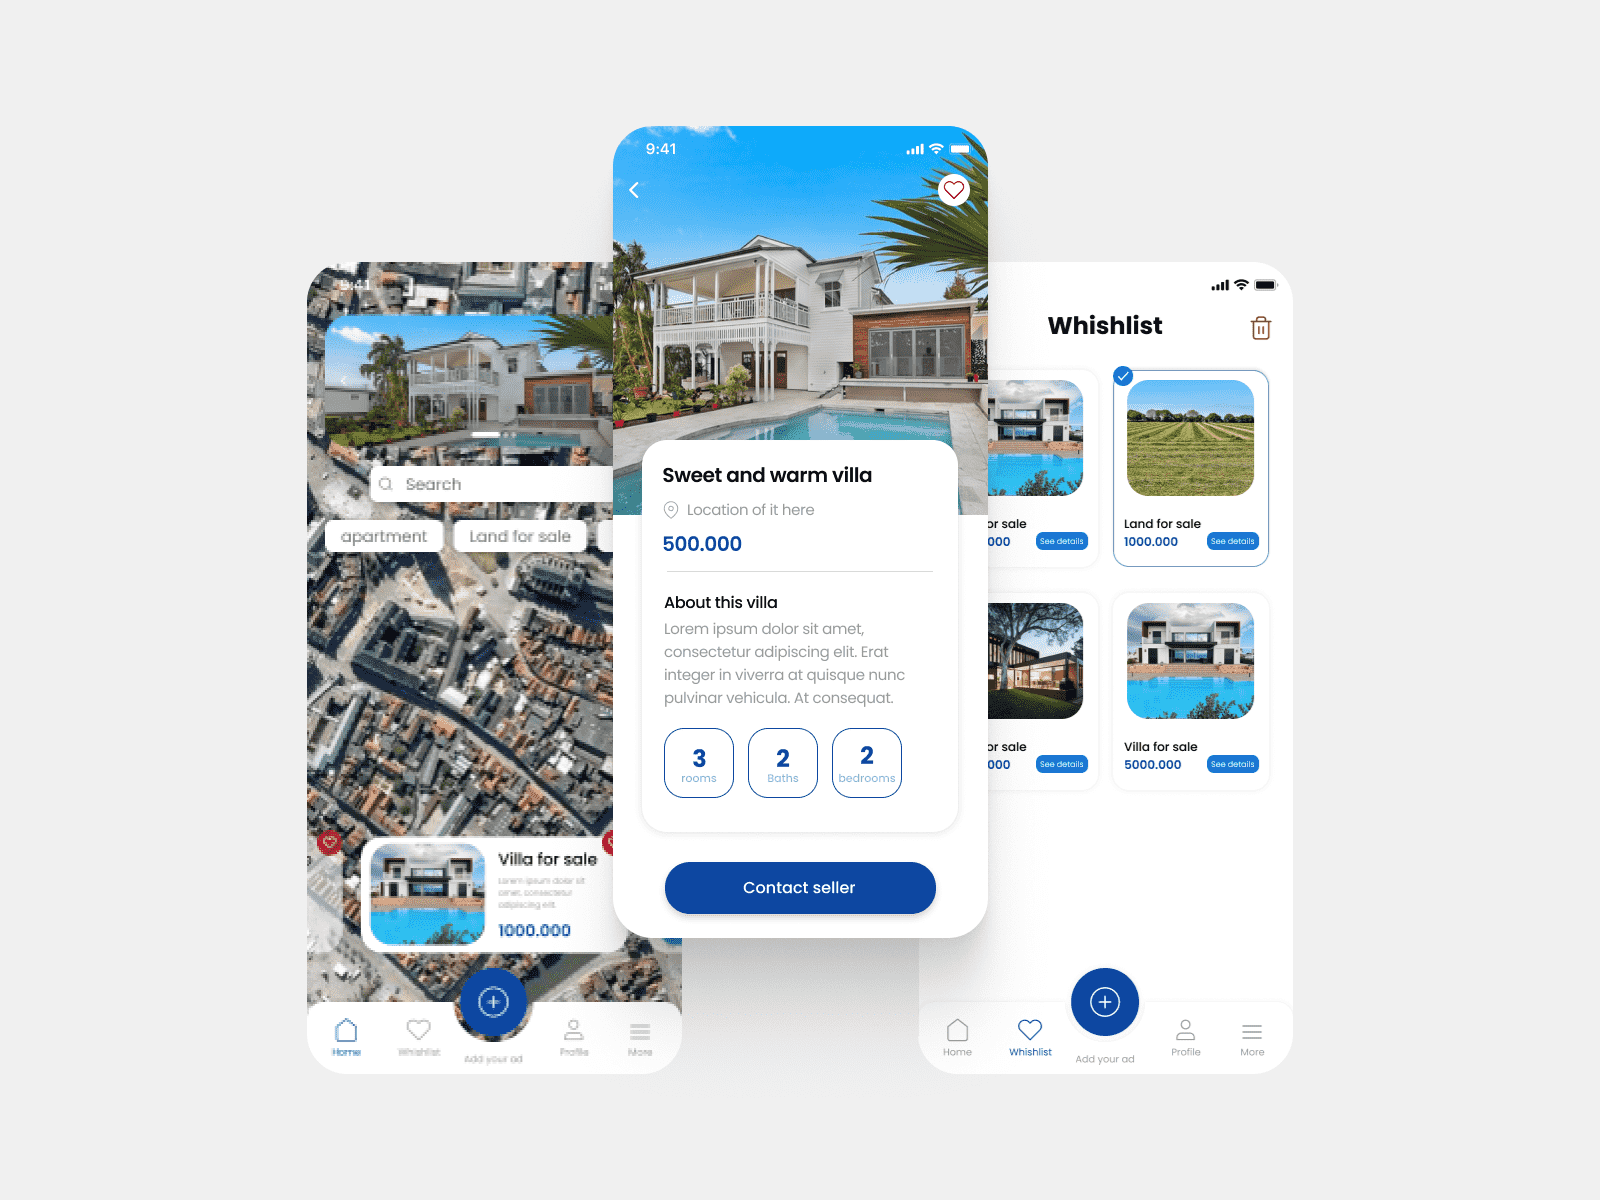 9:41
Search
apartment
Land for sale
Villa for sale
Lorem ipsum dolor sit
amet, consectetur
adipiscing elit.
1000.000
Home
Whishlist
Add your ad
Profile
More
9:41
Sweet and warm villa
Location of it here
500.000
About this villa
Lorem ipsum dolor sit amet,
consectetur adipiscing elit. Erat
integer in viverra at quisque nunc
pulvinar vehicula. At consequat.
3
rooms
2
Baths
2
bedrooms
Contact seller
Whishlist
or sale
000
See details
Land for sale
1000.000
See details
or sale
000
See details
Villa for sale
5000.000
See details
Home
Whishlist
Add your ad
Profile
More